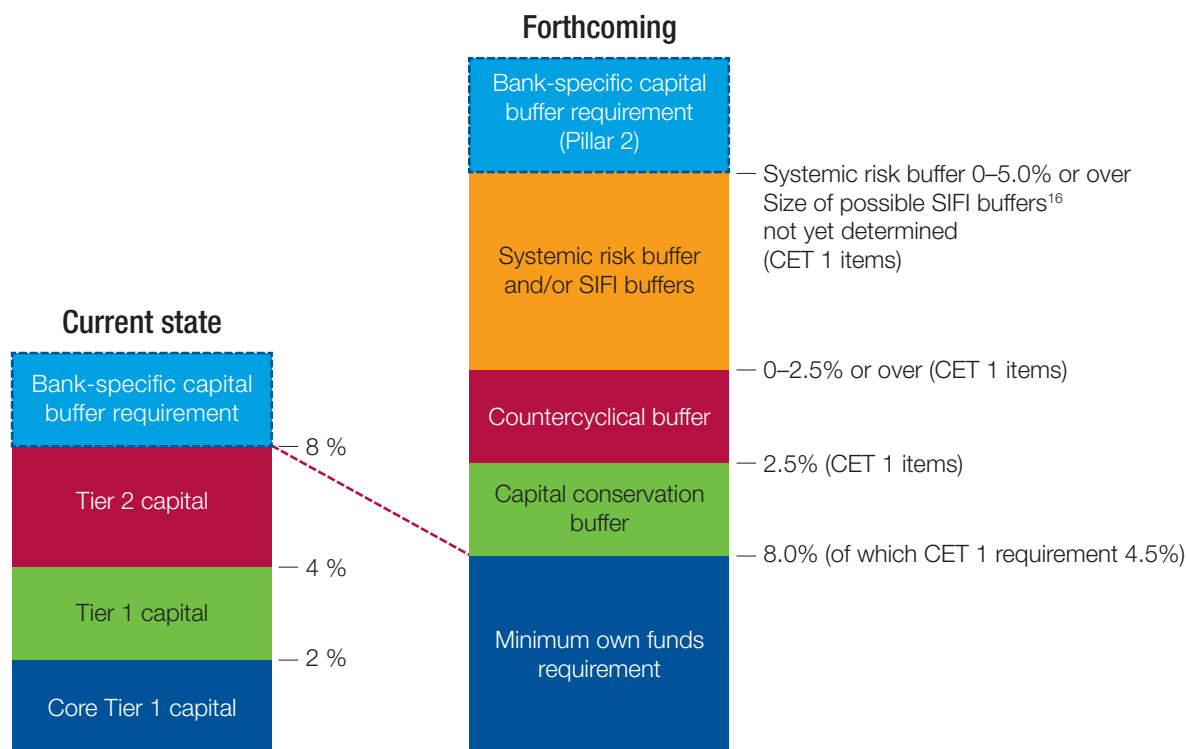 Forthcoming
Bank-specific capital
buffer requirement
(Pillar 2)
Systemic risk buffer 0–5.0% or over
Size of possible SIFI buffers¹⁶
not yet determined
(CET 1 items)
Systemic risk buffer
and/or SIFI buffers
0–2.5% or over (CET 1 items)
Countercyclical buffer
2.5% (CET 1 items)
Capital conservation
buffer
8.0% (of which CET 1 requirement 4.5%)
Minimum own funds
requirement
Current state
Bank-specific capital
buffer requirement
8 %
Tier 2 capital
4 %
Tier 1 capital
2 %
Core Tier 1 capital